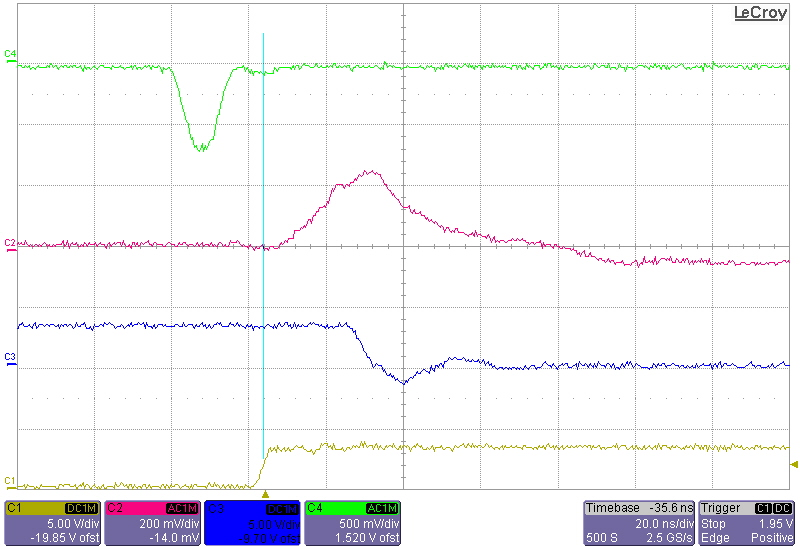 LeCroy
C4
C2
C3
C1
C1 DC1M
5.00 V/div
-19.85 V ofst
C2 AC1M
200 mV/div
-14.0 mV
C3 DC1M
5.00 V/div
-9.70 V ofst
C4 AC1M
500 mV/div
1.520 V ofst
Timebase -35.6 ns
20.0 ns/div
500 S 2.5 GS/s
Trigger C1 DC
Stop 1.95 V
Edge Positive